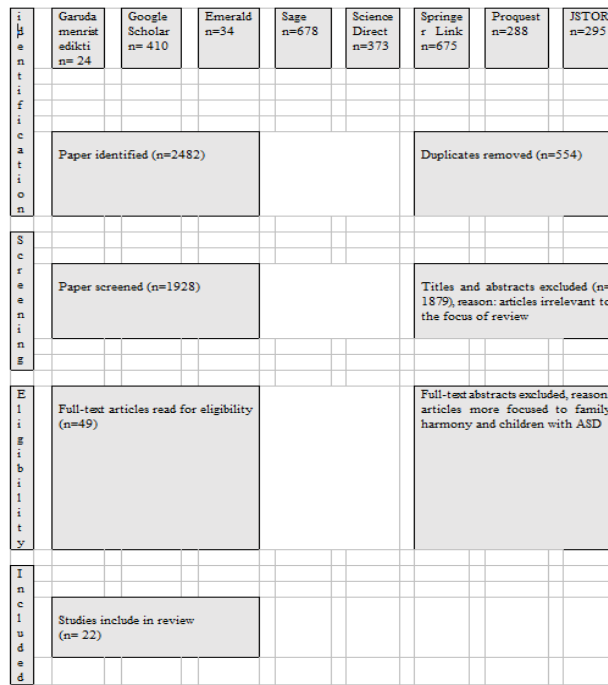 identification
Garuda
menrist
edikti
n= 24
Google
Scholar
n= 410
Emerald
n=34
Sage
n=678
Science
Direct
n=373
Springe
r Link
n=675
Proquest
n=288
JSTOR
n=295
Paper identified (n=2482)
Duplicates removed (n=554)
Screening
Paper screened (n=1928)
Titles and abstracts excluded (n=
1879), reason: articles irrelevant to
the focus of review
Eligibility
Full-text articles read for eligibility
(n=49)
Full-text abstracts excluded, reason
articles more focused to family
harmony and children with ASD
Included
Studies include in review
(n= 22)